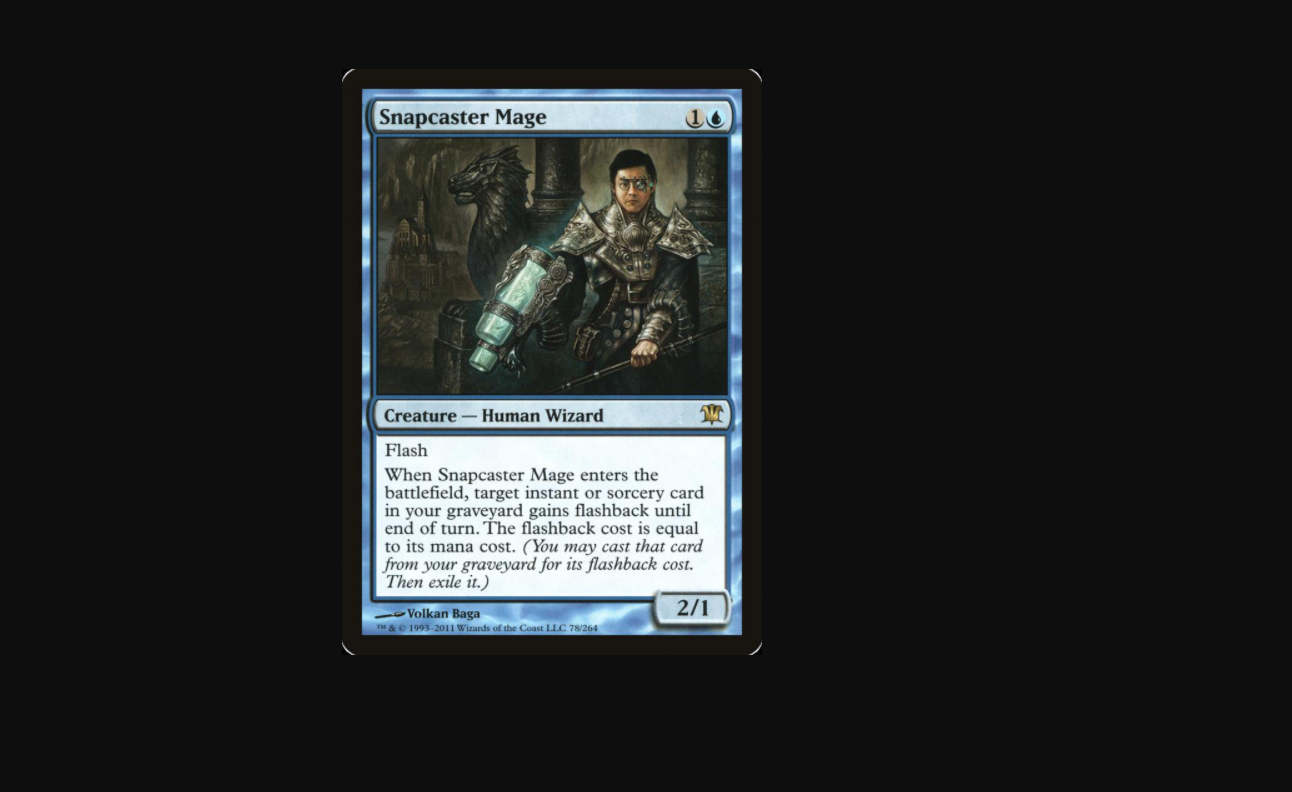 Snapcaster Mage 1
Creature — Human Wizard
Flash
When Snapcaster Mage enters the
battlefield, target instant or sorcery card
in your graveyard gains flashback until
end of turn. The flashback cost is equal
to its mana cost. (You may cast that card
from your graveyard for its flashback cost.
Then exile it.)
2/1
Volkan Baga
™ & © 1993–2011 Wizards of the Coast LLC 78/264